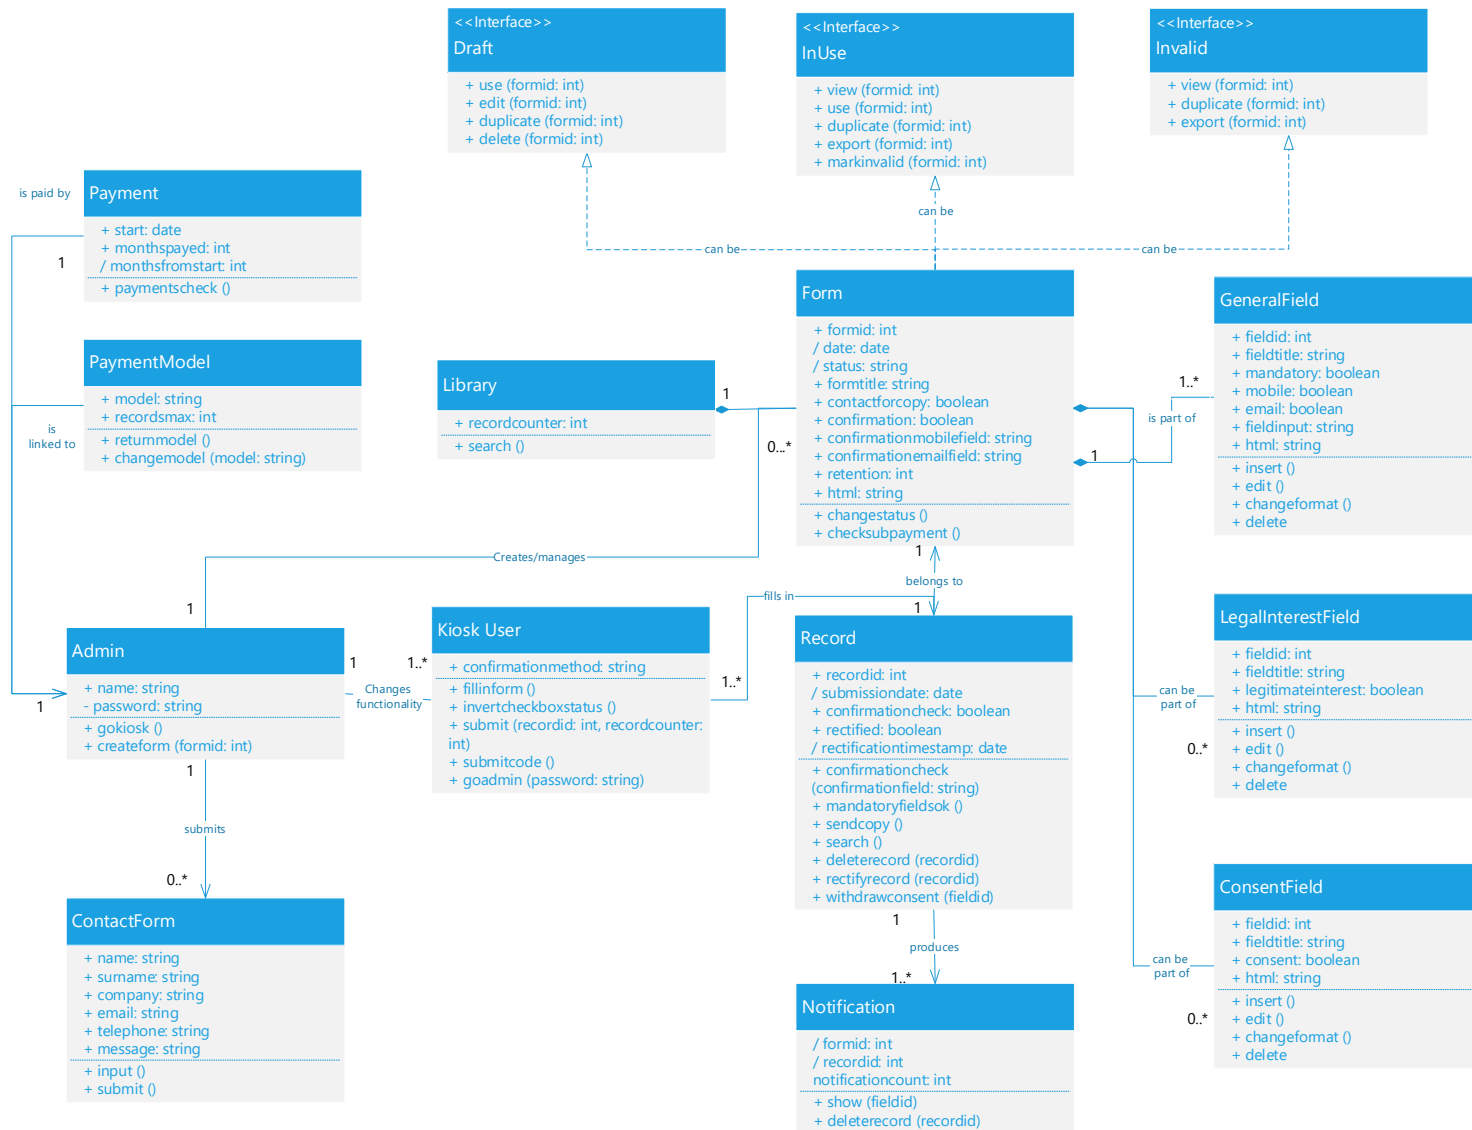 <<Interface>>
Draft
+ use (formid: int)
+ edit (formid: int)
+ duplicate (formid: int)
+ delete (formid: int)
<<Interface>>
InUse
+ view (formid: int)
+ use (formid: int)
+ duplicate (formid: int)
+ export (formid: int)
+ markinvalid (formid: int)
<<Interface>>
Invalid
+ view (formid: int)
+ duplicate (formid: int)
+ export (formid: int)
can be
can be
can be
is paid by
1
Payment
+ start: date
+ monthspayed: int
/ monthsfromstart: int
+ paymentscheck ()
PaymentModel
+ model: string
+ recordsmax: int
+ returnmodel ()
+ changemodel (model: string)
is
linked to
1
Library
+ recordcounter: int
+ search ()
1
0...*
Form
+ formid: int
/ date: date
/ status: string
+ formtitle: string
+ contactforcopy: boolean
+ confirmation: boolean
+ confirmationmobilefield: string
+ confirmationemailfield: string
+ retention: int
+ html: string
+ changestatus ()
+ checksubpayment ()
1..*
is part of
1
GeneralField
+ fieldid: int
+ fieldtitle: string
+ mandatory: boolean
+ mobile: boolean
+ email: boolean
+ fieldinput: string
+ html: string
+ insert ()
+ edit ()
+ changeformat ()
+ delete
Creates/manages
1
1
belongs to
1
fills in
1..*
Admin
+ name: string
- password: string
+ gokiosk ()
+ createform (formid: int)
1
Changes
functionality
1..*
Kiosk User
+ confirmationmethod: string
+ fillinform ()
+ invertcheckboxstatus ()
+ submit (recordid: int, recordcounter:
int)
+ submitcode ()
+ goadmin (password: string)
Record
+ recordid: int
/ submissiondate: date
+ confirmationcheck: boolean
+ rectified: boolean
/ rectificationtimestamp: date
+ confirmationcheck
(confirmationfield: string)
+ mandatoryfieldsok ()
+ sendcopy ()
+ search ()
+ deleterecord (recordid)
+ rectifyrecord (recordid)
+ withdrawconsent (fieldid)
can be
part of
0..*
LegalInterestField
+ fieldid: int
+ fieldtitle: string
+ legitimateinterest: boolean
+ html: string
+ insert ()
+ edit ()
+ changeformat ()
+ delete
1
submits
0..*
ContactForm
+ name: string
+ surname: string
+ company: string
+ email: string
+ telephone: string
+ message: string
+ input ()
+ submit ()
1
produces
1..*
Notification
/ formid: int
/ recordid: int
notificationcount: int
+ show (fieldid)
+ deleterecord (recordid)
can be
part of
0..*
ConsentField
+ fieldid: int
+ fieldtitle: string
+ consent: boolean
+ html: string
+ insert ()
+ edit ()
+ changeformat ()
+ delete